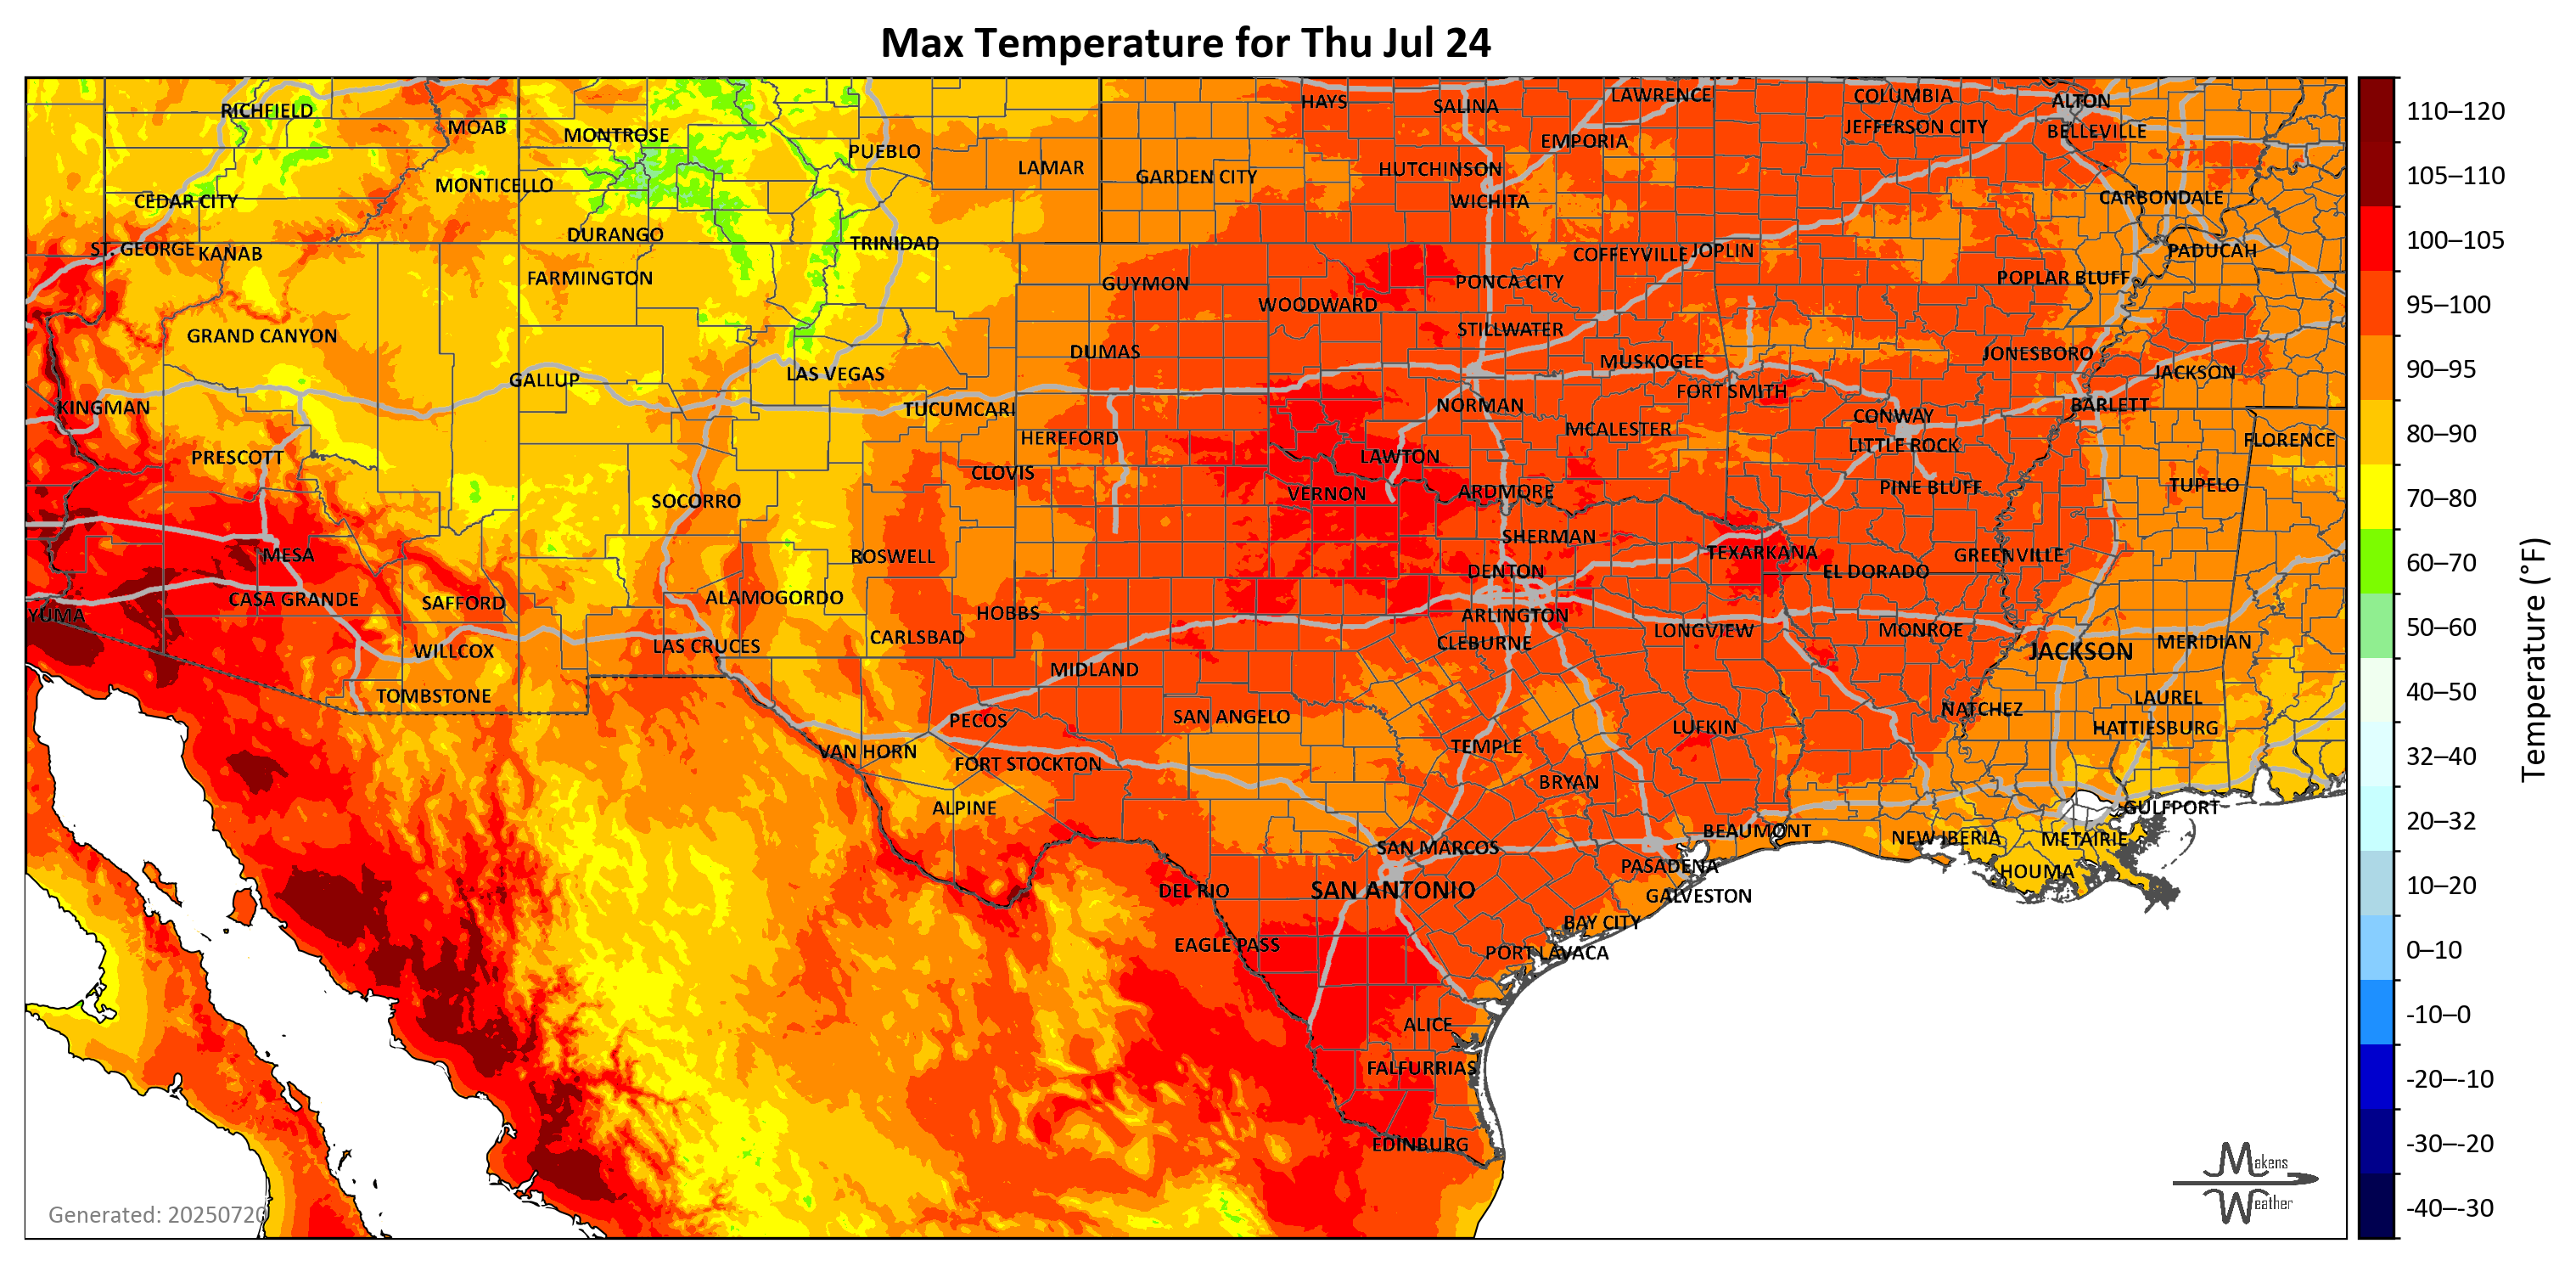 Max Temperature for Thu Jul 24
RICHFIELD
MOAB
MONTROSE
PUEBLO
LAMAR
GARDEN CITY
HAYS
SALINA
LAWRENCE
EMPORIA
HUTCHINSON
WICHITA
COLUMBIA
JEFFERSON CITY
ALTON
BELLEVILLE
CARBONDALE
MONTICELLO
CEDAR CITY
DURANGO
TRINIDAD
ST. GEORGE
KANAB
FARMINGTON
GUYMON
WOODWARD
PONCA CITY
COFFEYVILLE
JOPLIN
POPLAR BLUFF
PADUCAH
GRAND CANYON
STILLWATER
DUMAS
MUSKOGEE
JONESBORO
JACKSON
GALLUP
LAS VEGAS
FORT SMITH
KINGMAN
TUCUMCARI
NORMAN
CONWAY
BARLETT
HEREFORD
MCALESTER
LITTLE ROCK
FLORENCE
PRESCOTT
CLOVIS
LAWTON
VERNON
ARDMORE
PINE BLUFF
TUPELO
SOCORRO
SHERMAN
MESA
ROSWELL
TEXARKANA
GREENVILLE
DENTON
EL DORADO
CASA GRANDE
SAFFORD
ALAMOGORDO
HOBBS
YUMA
ARLINGTON
CARLSBAD
CLEBURNE
LONGVIEW
MONROE
WILLCOX
LAS CRUCES
JACKSON
MERIDIAN
MIDLAND
TOMBSTONE
LAUREL
PECOS
SAN ANGELO
NATCHEZ
HATTIESBURG
LUFKIN
VAN HORN
TEMPLE
FORT STOCKTON
BRYAN
ALPINE
GULFPORT
BEAUMONT
NEW IBERIA
METAIRIE
SAN MARCOS
PASADENA
HOUMA
DEL RIO
SAN ANTONIO
GALVESTON
BAY CITY
EAGLE PASS
PORT LAVACA
ALICE
FALFURRIAS
EDINBURG
Generated: 20250720
Makens
Weather
110–120
105–110
100–105
95–100
90–95
80–90
70–80
60–70
50–60
40–50
32–40
20–32
10–20
0–10
-10–0
-20–-10
-30–-20
-40–-30
Temperature (°F)